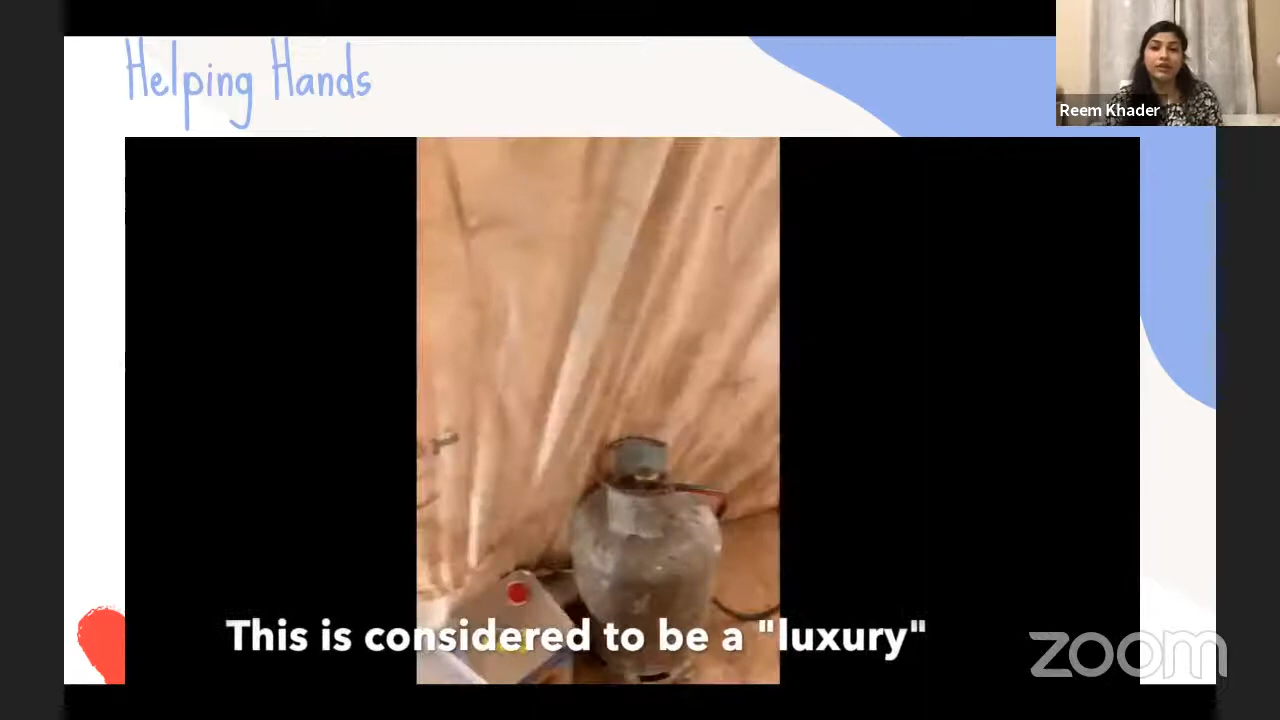 Helping Hands
Reem Khader
This is considered to be a "luxury"
zoom